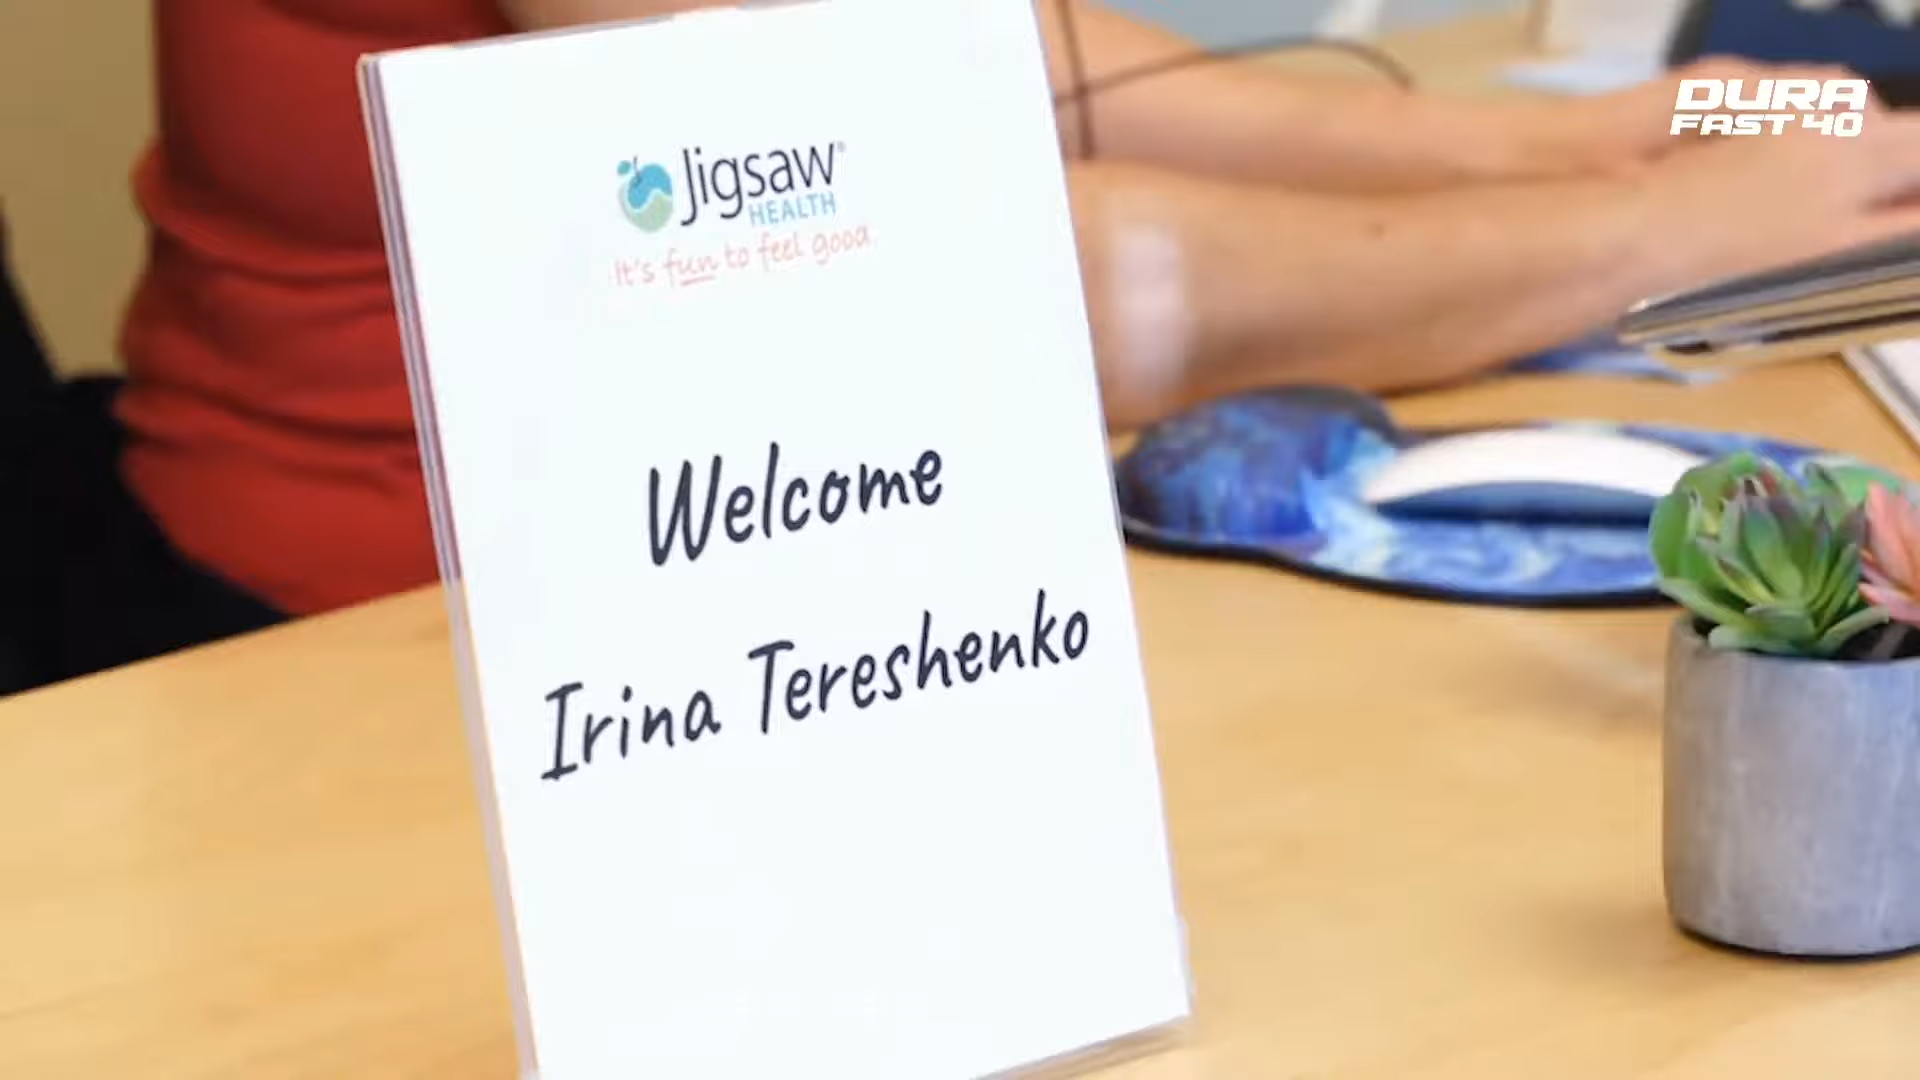 DURA
FAST 40
Jigsaw®
HEALTH
It's fun to feel good.
Welcome
Irina Tereshenko